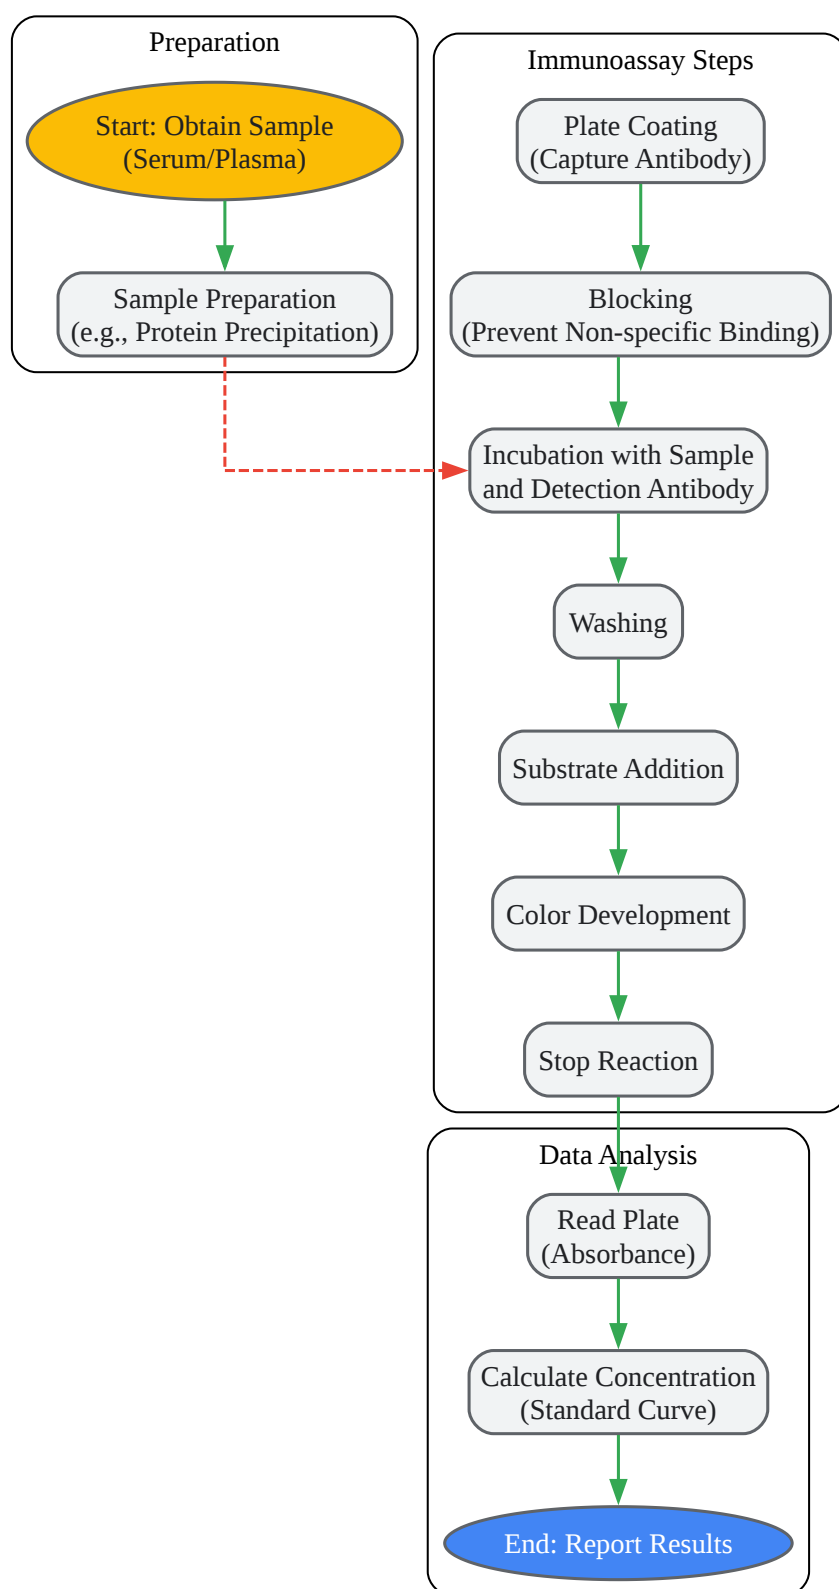 Preparation
Start: Obtain Sample
(Serum/Plasma)
Sample Preparation
(e.g., Protein Precipitation)
Immunoassay Steps
Plate Coating
(Capture Antibody)
Blocking
(Prevent Non-specific Binding)
Incubation with Sample
and Detection Antibody
Washing
Substrate Addition
Color Development
Stop Reaction
Data Analysis
Read Plate
(Absorbance)
Calculate Concentration
(Standard Curve)
End: Report Results